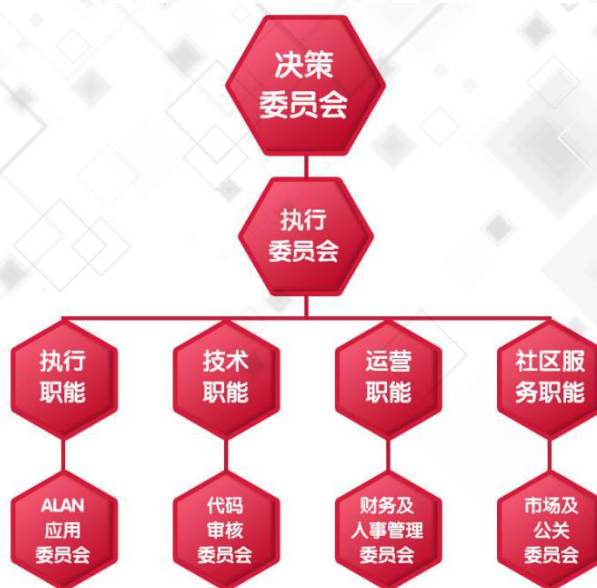 决策
委员会
执行
委员会
执行
职能
技术
职能
运营
职能
社区服
务职能
ALAN
应用
委员会
代码
审核
委员会
财务及
人事管理
委员会
市场及
公关
委员会